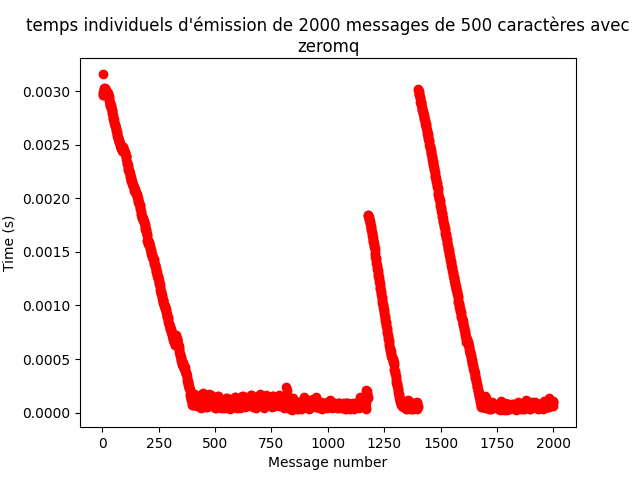 temps individuels d'émission de 2000 messages de 500 caractères avec
zeromq
0.0030
0.0025
0.0020
0.0015
0.0010
0.0005
0.0000
Time (s)
0 250 500 750 1000 1250 1500 1750 2000
Message number